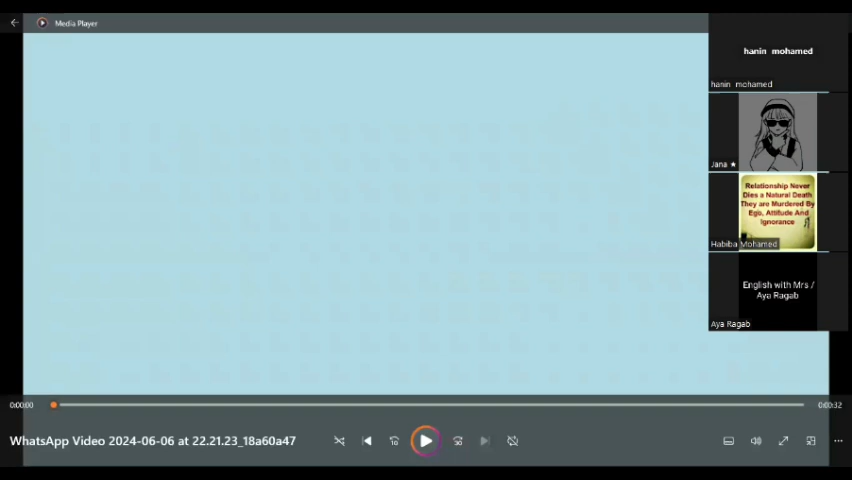 Media Player
hanin mohamed
hanin mohamed
Jana ★
Relationship Never
Dies a Natural Death
They are Murdered By
Ego, Attitude And
Ignorance
Habiba Mohamed
English with Mrs /
Aya Ragab
Aya Ragab
0:00:00
0:00:32
WhatsApp Video 2024-06-06 at 22.21.23_18a60a47
10
30